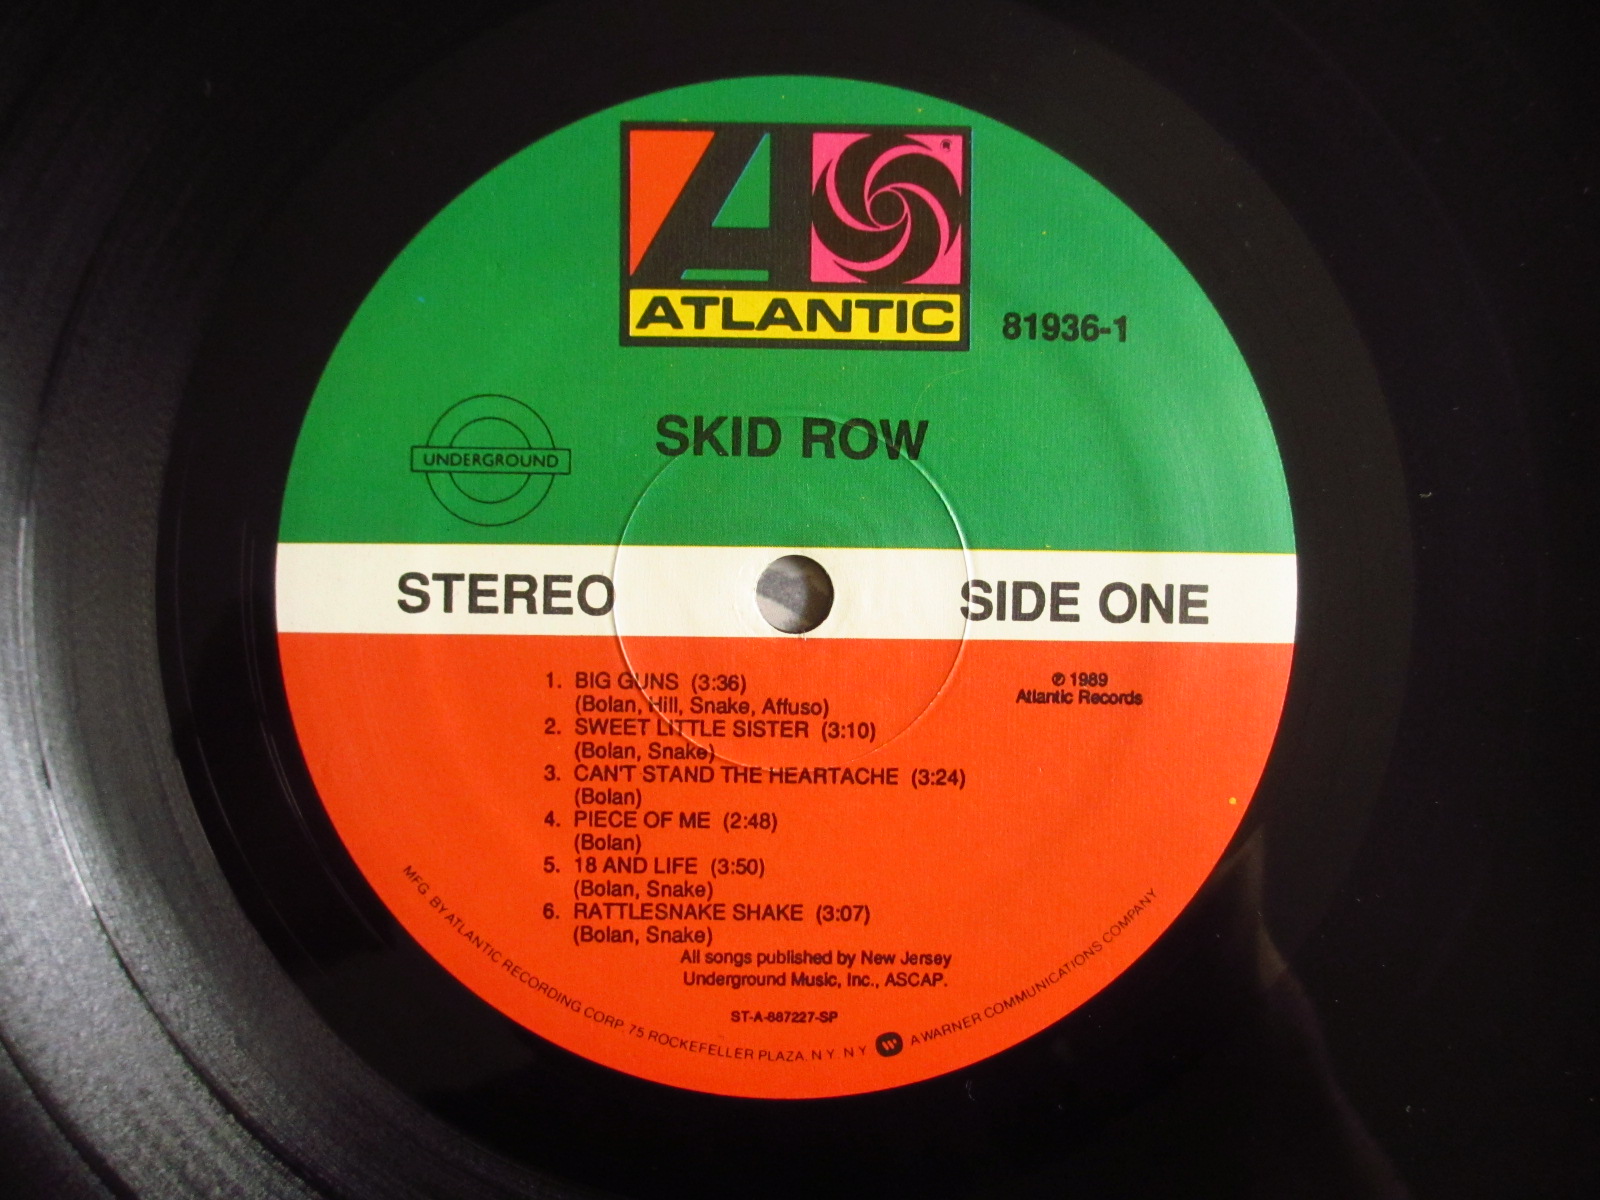 ATLANTIC
81936-1
SKID ROW
UNDERGROUND
STEREO
SIDE ONE
1. BIG GUNS (3:36)
(Bolan, Hill, Snake, Affuso)
2. SWEET LITTLE SISTER (3:10)
(Bolan, Snake)
3. CAN'T STAND THE HEARTACHE (3:24)
(Bolan)
4. PIECE OF ME (2:48)
(Bolan)
5. 18 AND LIFE (3:50)
(Bolan, Snake)
6. RATTLESNAKE SHAKE (3:07)
(Bolan, Snake)
℗ 1989
Atlantic Records
All songs published by New Jersey
Underground Music, Inc., ASCAP.
ST-A-887227-SP
MFG. BY ATLANTIC RECORDING CORP. 75 ROCKEFELLER PLAZA, N.Y. N.Y. A WARNER COMMUNICATIONS COMPANY